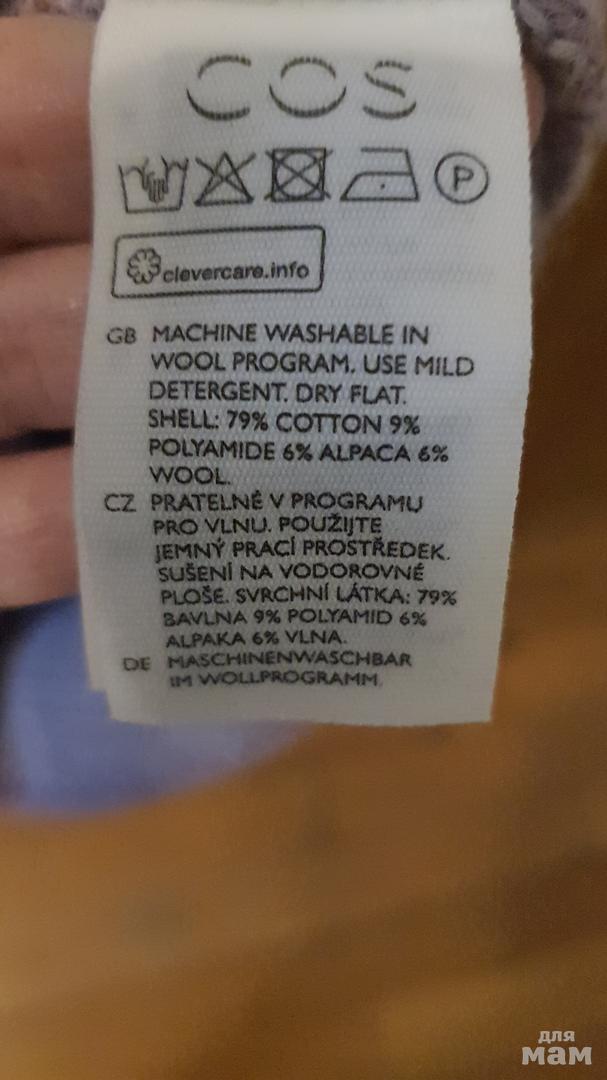 COS
P
clevercare.info
GB MACHINE WASHABLE IN
WOOL PROGRAM. USE MILD
DETERGENT. DRY FLAT.
SHELL: 79% COTTON 9%
POLYAMIDE 6% ALPACA 6%
WOOL.
CZ PRATELNÉ V PROGRAMU
PRO VLNU. POUŽIJTE
JEMNÝ PRACÍ PROSTŘEDEK.
SUŠENÍ NA VODOROVNÉ
PLOŠE. SVRCHNÍ LÁTKA: 79%
BAVLNA 9% POLYAMID 6%
ALPAKA 6% VLNA.
DE MASCHINENWASCHBAR
IM WOLLPROGRAMM.
для
мам